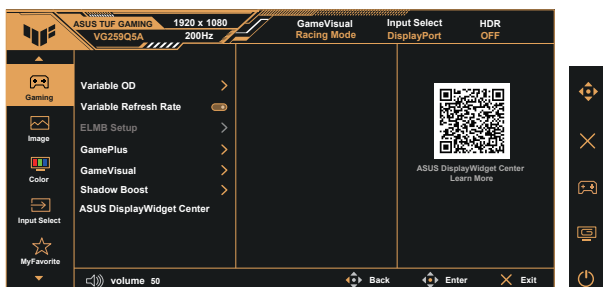 ASUS TUF GAMING
VG259Q5A
1920 x 1080
200Hz
GameVisual
Racing Mode
Input Select
DisplayPort
HDR
OFF
Gaming
Image
Color
Input Select
MyFavorite
Variable OD
Variable Refresh Rate
ELMB Setup
GamePlus
GameVisual
Shadow Boost
ASUS DisplayWidget Center
ASUS DisplayWidget Center
Learn More
volume 50
Back
Enter
Exit